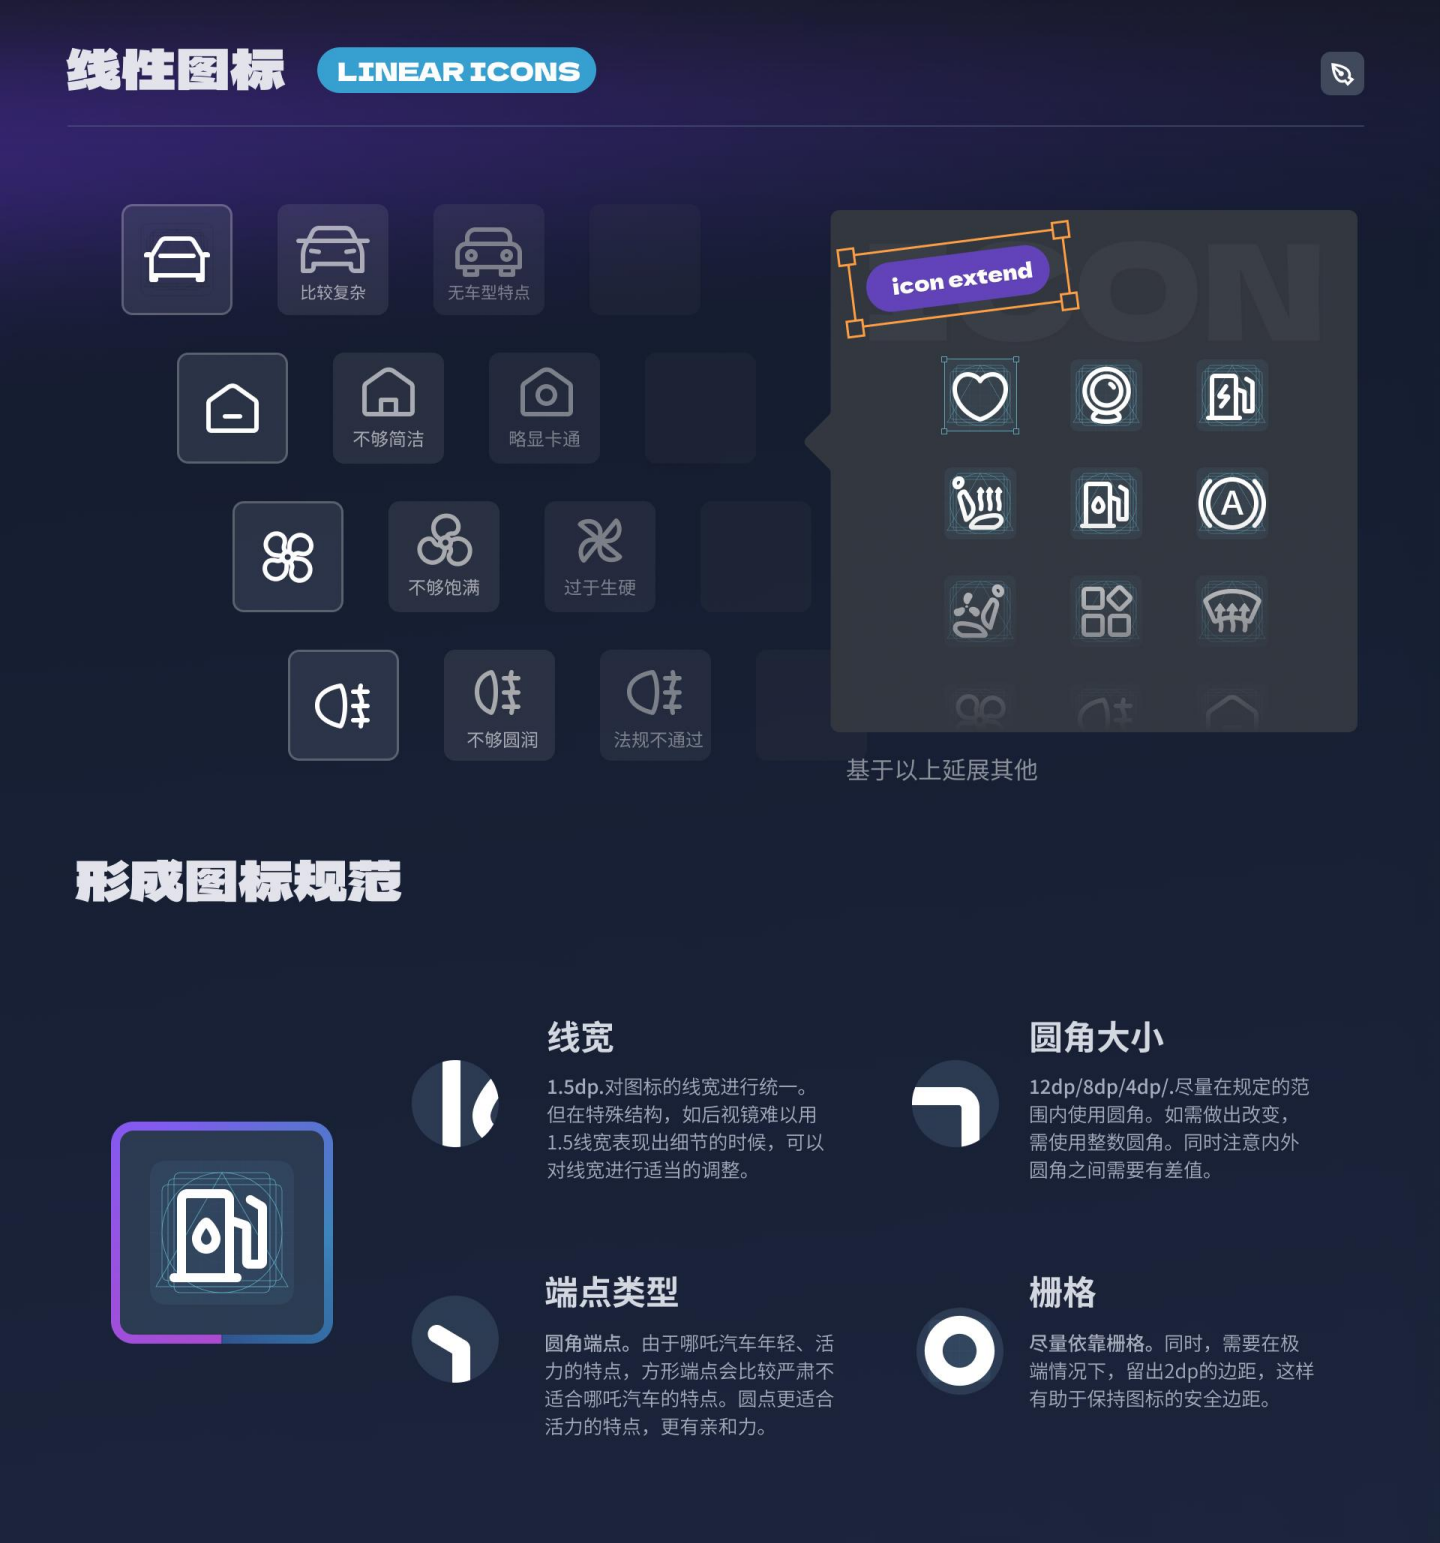 线性图标
LINEAR ICONS
比较复杂
无车型特点
不够简洁
略显卡通
不够饱满
过于生硬
不够圆润
法规不通过
ICON
icon extend
A
基于以上延展其他
形成图标规范
线宽
1.5dp.对图标的线宽进行统一。
但在特殊结构，如后视镜难以用
1.5线宽表现出细节的时候，可以
对线宽进行适当的调整。
圆角大小
12dp/8dp/4dp/.尽量在规定的范
围内使用圆角。如需做出改变，
需使用整数圆角。同时注意内外
圆角之间需要有差值。
端点类型
圆角端点。由于哪吒汽车年轻、活
力的特点，方形端点会比较严肃不
适合哪吒汽车的特点。圆点更适合
活力的特点，更有亲和力。
栅格
尽量依靠栅格。同时，需要在极
端情况下，留出2dp的边距，这样
有助于保持图标的安全边距。